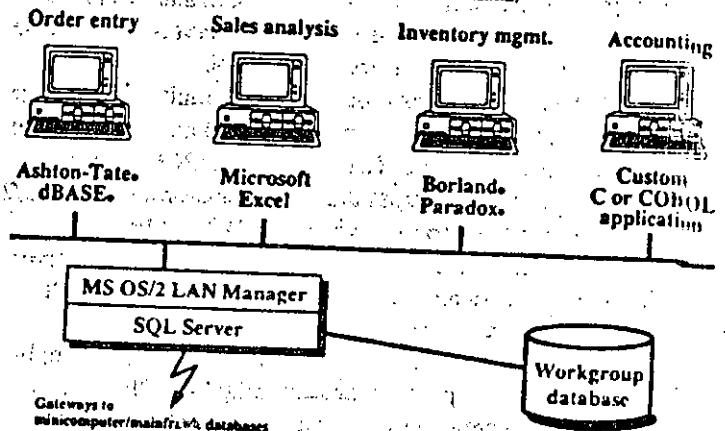 Order entry
Sales analysis
Inventory mgmt.
Accounting
Ashton-Tate®
dBASE®
Microsoft
Excel
Borland®
Paradox®
Custom
C or COBOL
application
MS OS/2 LAN Manager
SQL Server
Workgroup
database
Gateways to
minicomputer/mainframe databases